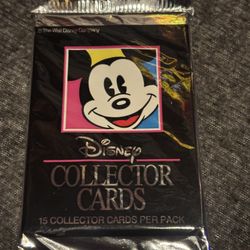 © The Walt Disney Company
Disney
COLLECTOR
CARDS
15 COLLECTOR CARDS PER PACK